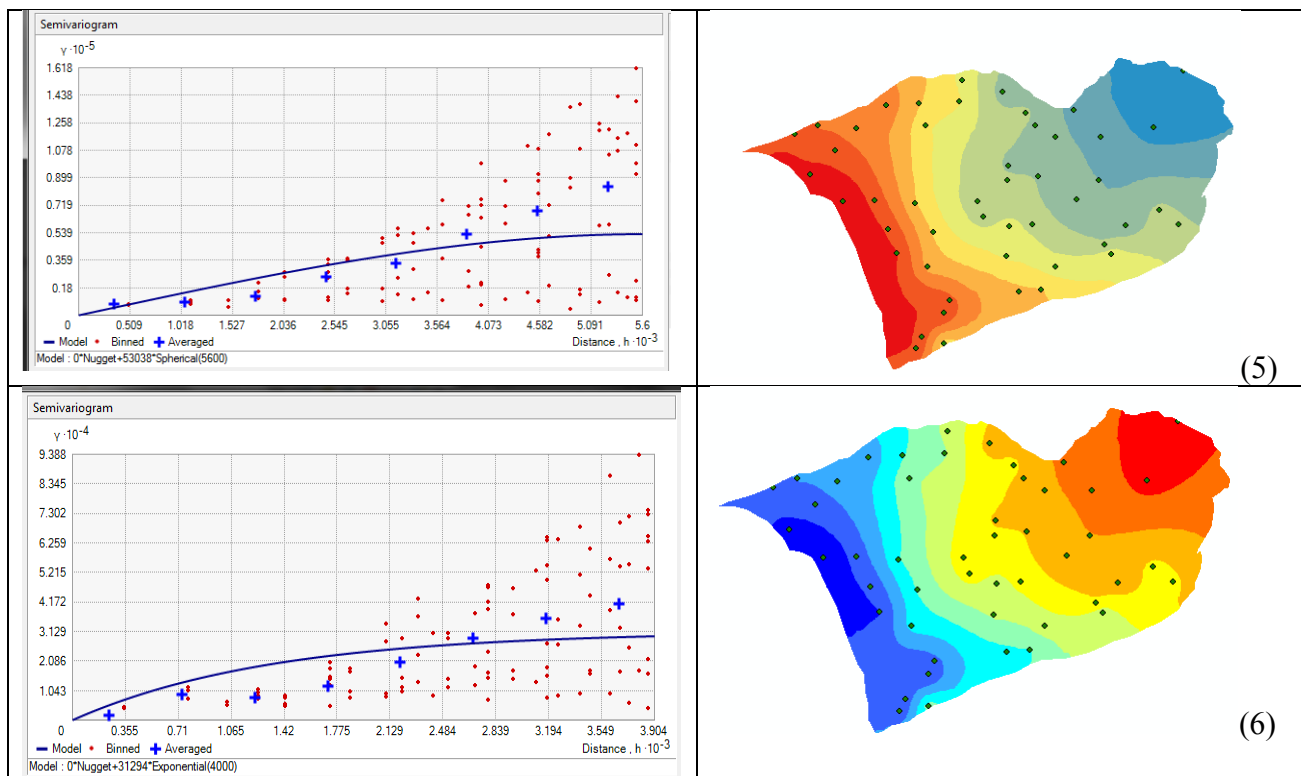 Semivariogram
γ ·10⁻⁵
1.618
1.438
1.258
1.078
0.899
0.719
0.539
0.359
0.18
0 0.509 1.018 1.527 2.036 2.545 3.055 3.564 4.073 4.582 5.091 5.6
Distance , h ·10⁻³
Model Binned Averaged
Model : 0*Nugget+53038*Spherical(5600)
(5)
Semivariogram
γ ·10⁻⁴
9.388
8.345
7.302
6.259
5.215
4.172
3.129
2.086
1.043
0 0.355 0.71 1.065 1.42 1.775 2.129 2.484 2.839 3.194 3.549 3.904
Distance , h ·10⁻³
Model Binned Averaged
Model : 0*Nugget+31294*Exponential(4000)
(6)